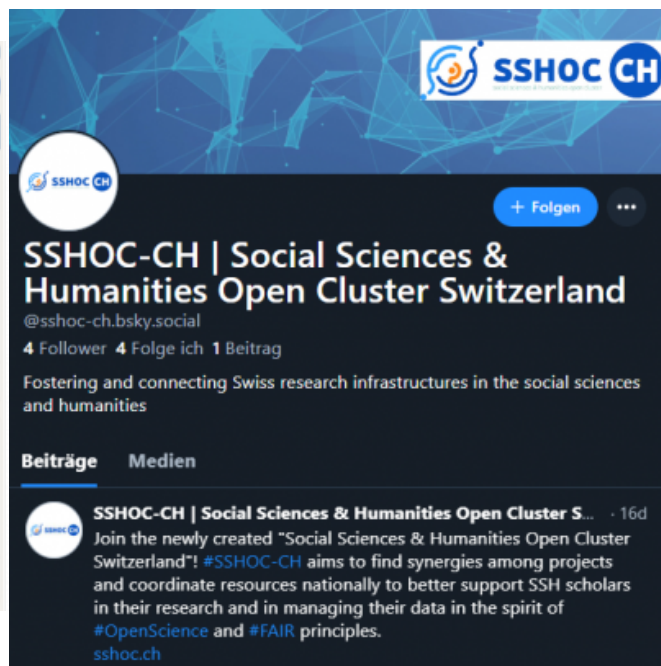 SSHOC CH
SSHOC CH
+ Folgen
SSHOC-CH | Social Sciences &
Humanities Open Cluster Switzerland
@sshoc-ch.bsky.social
4 Follower 4 Folge ich 1 Beitrag
Fostering and connecting Swiss research infrastructures in the social sciences
and humanities
Beiträge Medien
SSHOC-CH | Social Sciences & Humanities Open Cluster S... · 16d
SSHOC CH
Join the newly created "Social Sciences & Humanities Open Cluster
Switzerland"! #SSHOC-CH aims to find synergies among projects
and coordinate resources nationally to better support SSH scholars
in their research and in managing their data in the spirit of
#OpenScience and #FAIR principles.
sshoc.ch